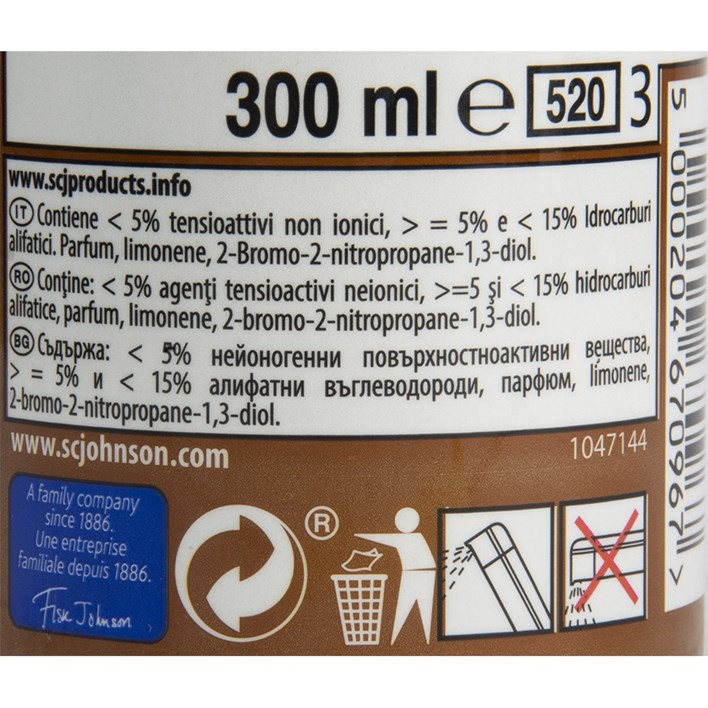 300 ml e 520 3
www.scjproducts.info
IT Contiene < 5% tensioattivi non ionici, > = 5% e < 15% Idrocarburi
alifatici. Parfum, limonene, 2-Bromo-2-nitropropane-1,3-diol.
RO Conţine: < 5% agenţi tensioactivi neionici, >=5 şi < 15% hidrocarburi
alifatice, parfum, limonene, 2-bromo-2-nitropropane-1,3-diol.
BG Съдържа: < 5% нейоногенни повърхностноактивни вещества,
> = 5% и < 15% алифатни въглеводороди, парфюм, limonene,
2-bromo-2-nitropropane-1,3-diol.
www.scjohnson.com 1047144
A family company
since 1886.
Une entreprise
familiale depuis 1886.
Fisk Johnson
®
5 000204 670967 >